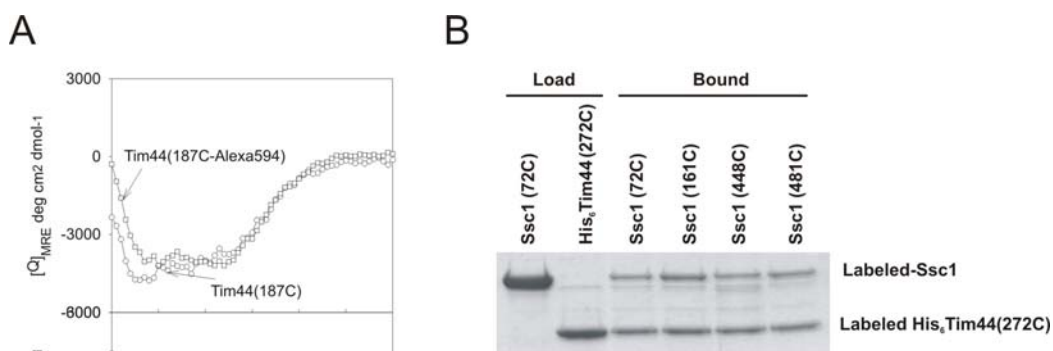 A
3000
0
-3000
-6000
[Q]MRE deg cm2 dmol-1
Tim44(187C-Alexa594)
Tim44(187C)
B
Load
Bound
Ssc1 (72C)
His₆Tim44(272C)
Ssc1 (72C)
Ssc1 (161C)
Ssc1 (448C)
Ssc1 (481C)
Labeled-Ssc1
Labeled His₆Tim44(272C)